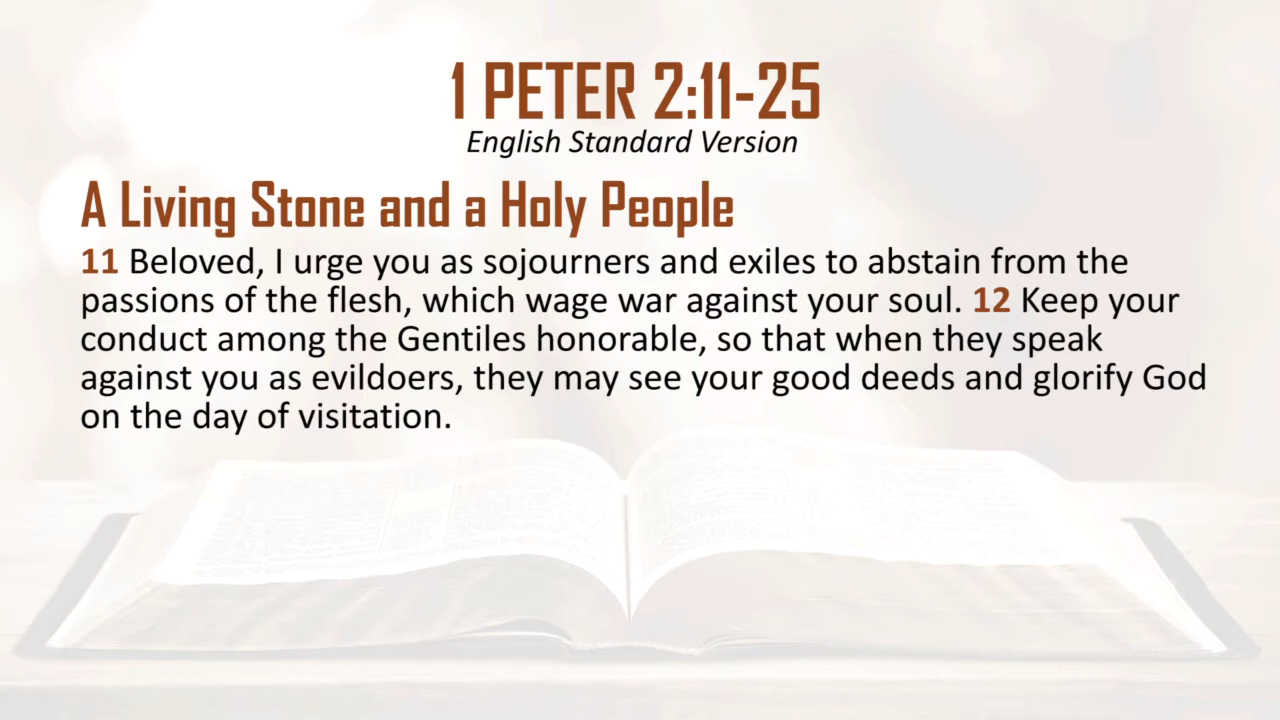 1 PETER 2:11-25
English Standard Version
A Living Stone and a Holy People
11 Beloved, I urge you as sojourners and exiles to abstain from the
passions of the flesh, which wage war against your soul. 12 Keep your
conduct among the Gentiles honorable, so that when they speak
against you as evildoers, they may see your good deeds and glorify God
on the day of visitation.